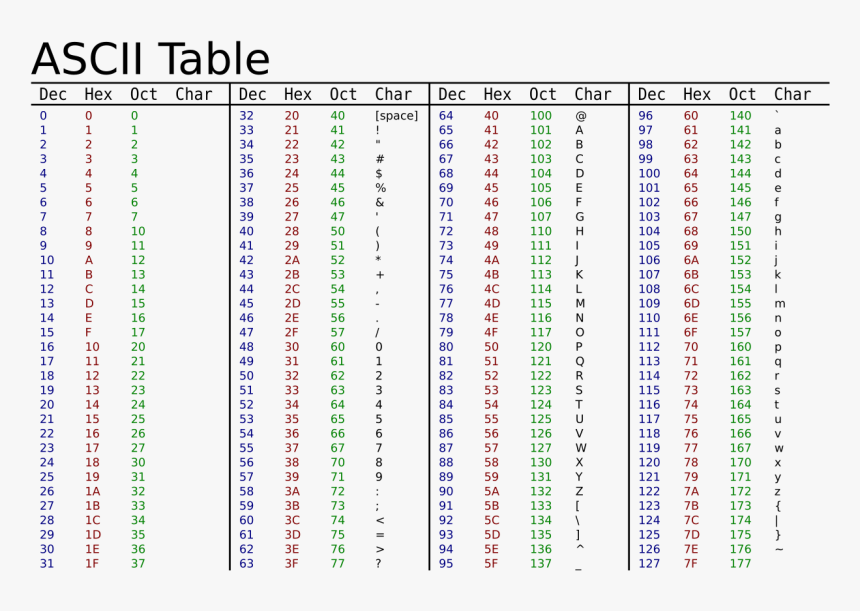 ASCII Table
Dec Hex Oct Char Dec Hex Oct Char Dec Hex Oct Char Dec Hex Oct Char
0 0 0 32 20 40 [space] 64 40 100 @ 96 60 140 `
1 1 1 33 21 41 ! 65 41 101 A 97 61 141 a
2 2 2 34 22 42 " 66 42 102 B 98 62 142 b
3 3 3 35 23 43 # 67 43 103 C 99 63 143 c
4 4 4 36 24 44 $ 68 44 104 D 100 64 144 d
5 5 5 37 25 45 % 69 45 105 E 101 65 145 e
6 6 6 38 26 46 & 70 46 106 F 102 66 146 f
7 7 7 39 27 47 ' 71 47 107 G 103 67 147 g
8 8 10 40 28 50 ( 72 48 110 H 104 68 150 h
9 9 11 41 29 51 ) 73 49 111 I 105 69 151 i
10 A 12 42 2A 52 * 74 4A 112 J 106 6A 152 j
11 B 13 43 2B 53 + 75 4B 113 K 107 6B 153 k
12 C 14 44 2C 54 , 76 4C 114 L 108 6C 154 l
13 D 15 45 2D 55 - 77 4D 115 M 109 6D 155 m
14 E 16 46 2E 56 . 78 4E 116 N 110 6E 156 n
15 F 17 47 2F 57 / 79 4F 117 O 111 6F 157 o
16 10 20 48 30 60 0 80 50 120 P 112 70 160 p
17 11 21 49 31 61 1 81 51 121 Q 113 71 161 q
18 12 22 50 32 62 2 82 52 122 R 114 72 162 r
19 13 23 51 33 63 3 83 53 123 S 115 73 163 s
20 14 24 52 34 64 4 84 54 124 T 116 74 164 t
21 15 25 53 35 65 5 85 55 125 U 117 75 165 u
22 16 26 54 36 66 6 86 56 126 V 118 76 166 v
23 17 27 55 37 67 7 87 57 127 W 119 77 167 w
24 18 30 56 38 70 8 88 58 130 X 120 78 170 x
25 19 31 57 39 71 9 89 59 131 Y 121 79 171 y
26 1A 32 58 3A 72 : 90 5A 132 Z 122 7A 172 z
27 1B 33 59 3B 73 ; 91 5B 133 [ 123 7B 173 {
28 1C 34 60 3C 74 < 92 5C 134 \ 124 7C 174 |
29 1D 35 61 3D 75 = 93 5D 135 ] 125 7D 175 }
30 1E 36 62 3E 76 > 94 5E 136 ^ 126 7E 176 ~
31 1F 37 63 3F 77 ? 95 5F 137 _ 127 7F 177